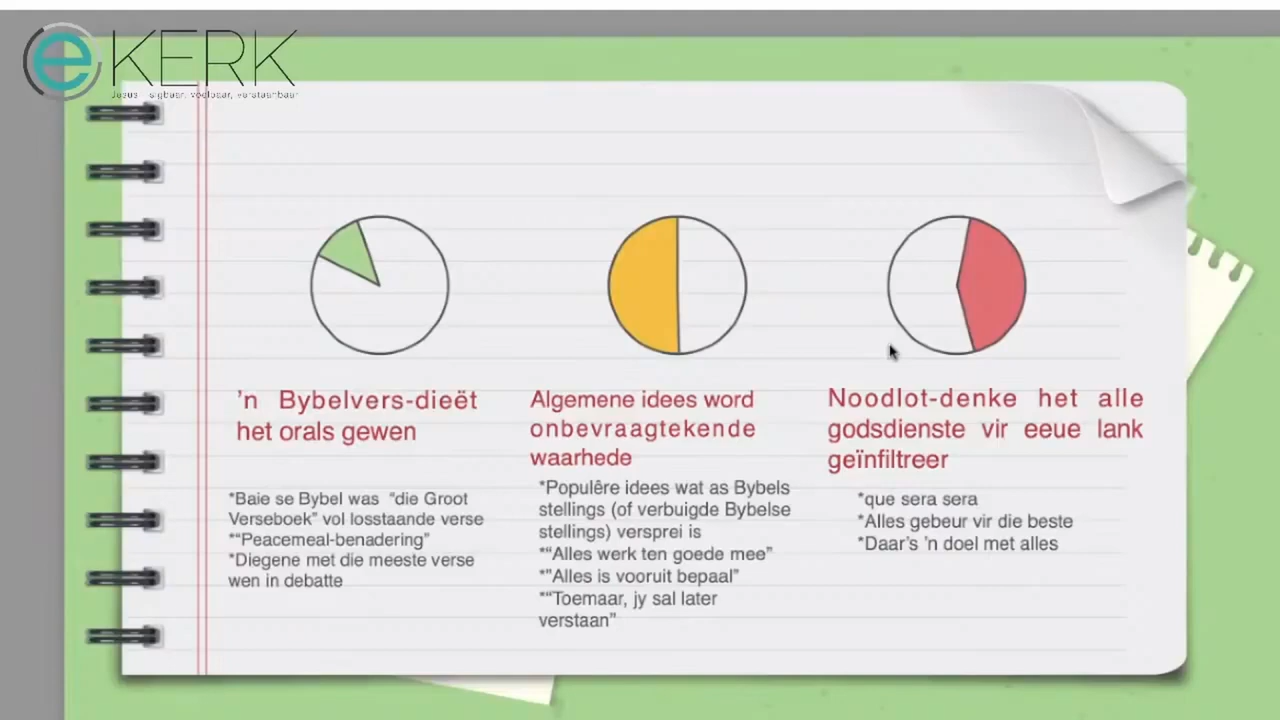 eKERK
Jesus sigbaar, voelbaar, verstaanbaar
'n Bybelvers-dieët
het orals gewen
*Baie se Bybel was “die Groot
Verseboek” vol losstaande verse
*“Peacemeal-benadering”
*Diegene met die meeste verse
wen in debatte
Algemene idees word
onbevraagtekende
waarhede
*Populêre idees wat as Bybels
stellings (of verbuigde Bybelse
stellings) versprei is
*“Alles werk ten goede mee”
*"Alles is vooruit bepaal”
*“Toemaar, jy sal later
verstaan”
Noodlot-denke het alle
godsdienste vir eeue lank
geïnfiltreer
*que sera sera
*Alles gebeur vir die beste
*Daar’s ’n doel met alles